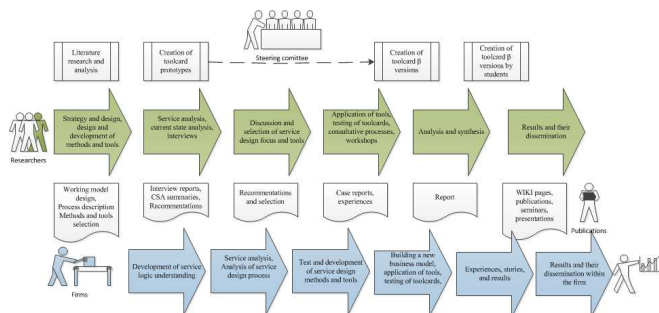 Steering comittee
Literature
research and
analysis
Creation of
toolcard
prototypes
Creation of
toolcard β
versions
Creation of
toolcard β
versions by
students
Researchers
Strategy and design,
design and
development of
methods and tools
Service analysis,
current state analysis,
interviews
Discussion and
selection of service
design focus and tools
Application of tools,
testing of toolcards,
consultative processes,
workshops
Analysis and synthesis
Results and their
dissemination
Working model
design,
Process description
Methods and tools
selection
Interview reports,
CSA summaries,
Recommentations
Recommentations
and selection
Case reports,
experiences
Report
WIKI pages,
publications,
seminars,
presentations
Publications
Firms
Development of service
logic understanding
Service analysis,
Analysis of service
design process
Test and development
of service design
methods and tools
Building a new
business model,
application of tools,
testing of toolcards,
Experiences, stories,
and results
Results and their
dissemination within
the firm